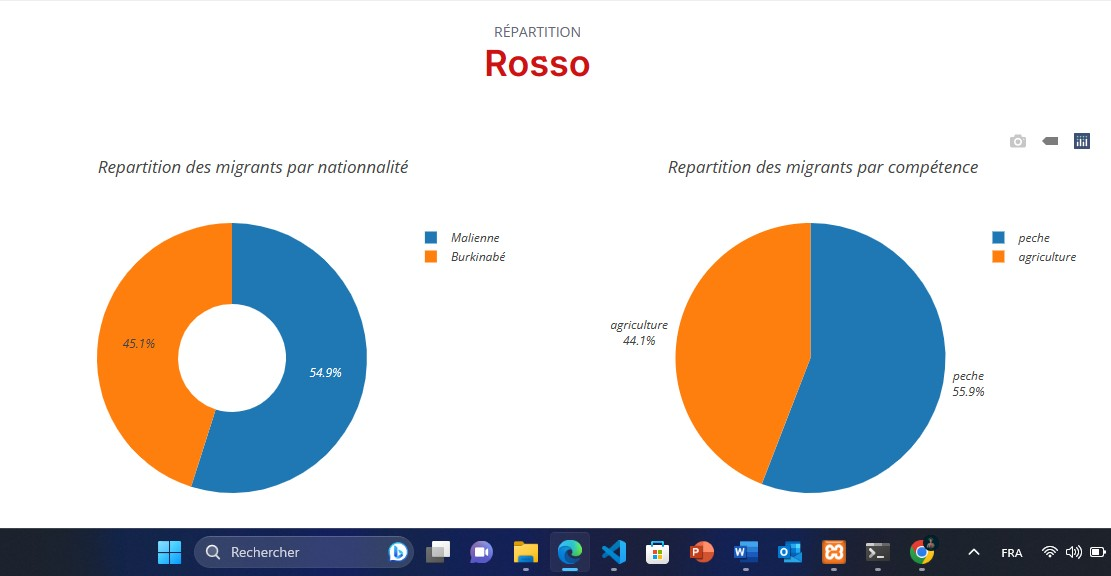 RÉPARTITION
Rosso
Repartition des migrants par nationnalité
Malienne
Burkinabé
45.1%
54.9%
Repartition des migrants par compétence
peche
agriculture
agriculture
44.1%
peche
55.9%
Rechercher
FRA